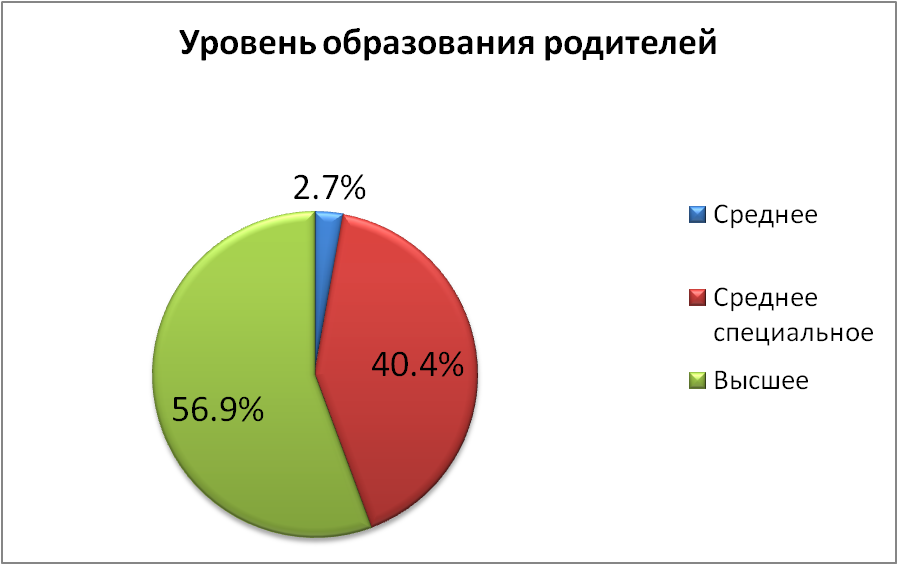 Уровень образования родителей
2.7%
40.4%
56.9%
Среднее
Среднее
специальное
Высшее